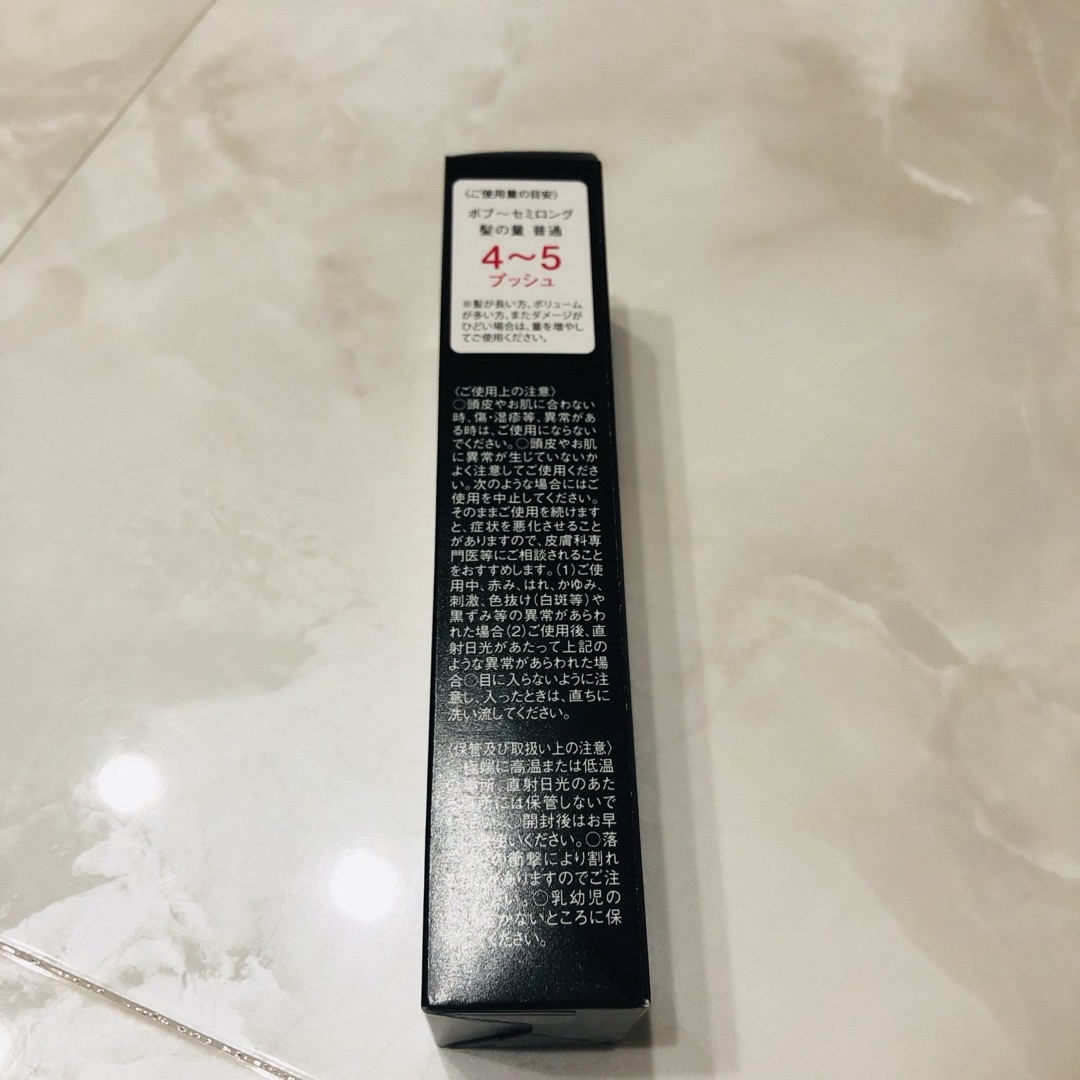 〈ご使用量の目安〉
ボブ〜セミロング
髪の量 普通
4〜5
プッシュ
※髪が長い方、ボリューム
が多い方、またダメージが
ひどい場合は、量を増やし
てご使用ください。
〈ご使用上の注意〉
○頭皮やお肌に合わない
時、傷・湿疹等、異常があ
る時は、ご使用にならない
でください。○頭皮やお肌
に異常が生じていないか
よく注意してご使用くださ
い。次のような場合にはご
使用を中止してください。
そのままご使用を続けます
と、症状を悪化させること
がありますので、皮膚科専
門医等にご相談されること
をおすすめします。(1)ご使
用中、赤み、はれ、かゆみ、
刺激、色抜け(白斑等)や
黒ずみ等の異常があらわ
れた場合(2)ご使用後、直
射日光があたって上記の
ような異常があらわれた場
合○目に入らないように注
意し、入ったときは、直ちに
洗い流してください。
〈保管及び取扱い上の注意〉
極端に高温または低温
場所、直射日光のあた
所には保管しないで
○開封後はお早
使いください。○落
の衝撃により割れ
ありますのでご注
い。○乳幼児の
かないところに保
ください。